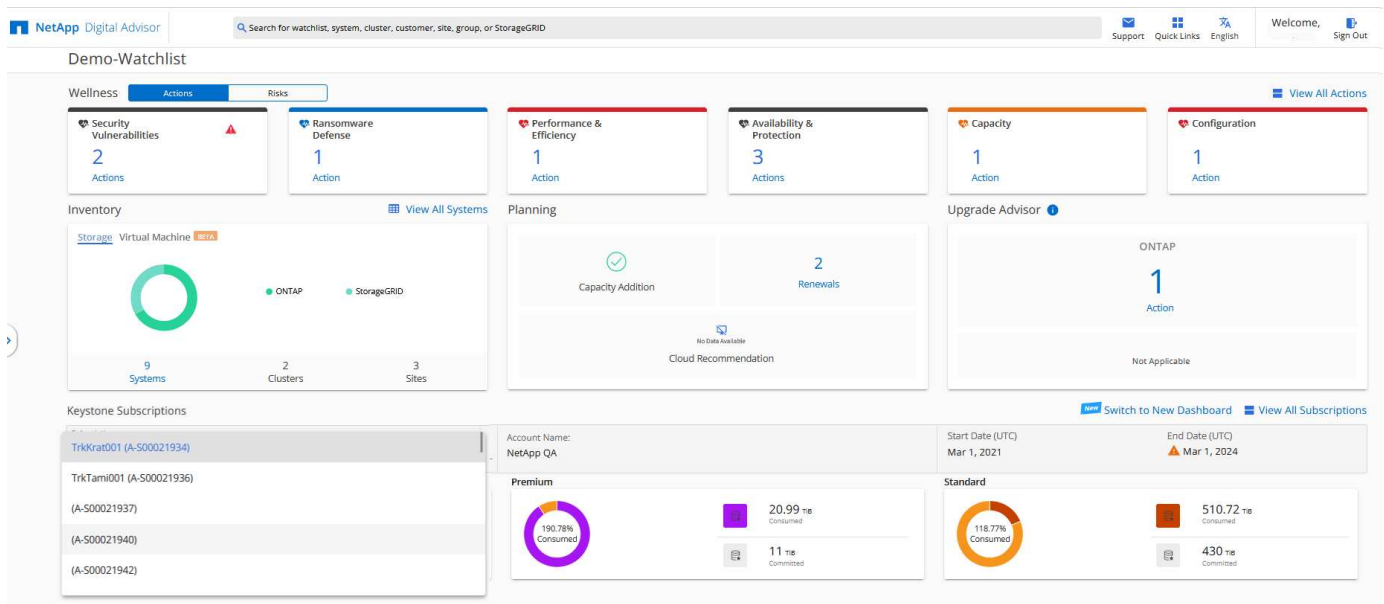 NetApp Digital Advisor
Search for watchlist, system, cluster, customer, site, group, or StorageGRID
Support
Quick Links
English
Welcome,
Sign Out
Demo-Watchlist
Wellness
Actions
Risks
View All Actions
Security
Vulnerabilities
2
Actions
Ransomware
Defense
1
Action
Performance &
Efficiency
1
Action
Availability &
Protection
3
Actions
Capacity
1
Action
Configuration
1
Action
Inventory
View All Systems
Storage Virtual Machine BETA
ONTAP
StorageGRID
9
Systems
2
Clusters
3
Sites
Planning
Capacity Addition
2
Renewals
No Data Available
Cloud Recommendation
Upgrade Advisor
ONTAP
1
Action
Not Applicable
Keystone Subscriptions
New Switch to New Dashboard
View All Subscriptions
TrkKrat001 (A-S00021934)
TrkTami001 (A-S00021936)
(A-S00021937)
(A-S00021940)
(A-S00021942)
Account Name:
NetApp QA
Start Date (UTC)
Mar 1, 2021
End Date (UTC)
Mar 1, 2024
Premium
190.78%
Consumed
20.99 TiB
Consumed
11 TiB
Committed
Standard
118.77%
Consumed
510.72 TiB
Consumed
430 TiB
Committed